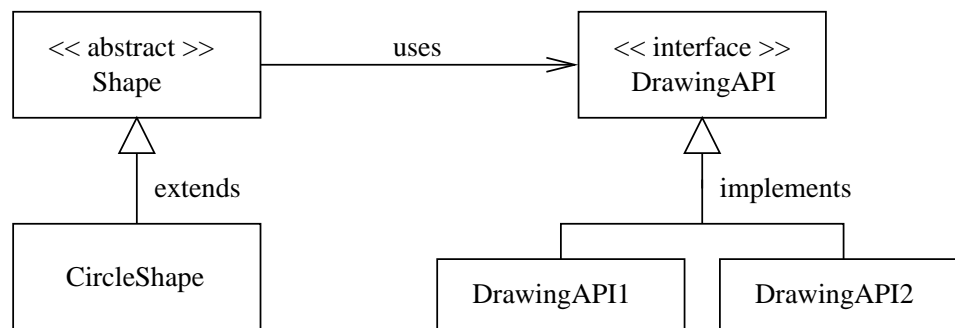 << abstract >>
Shape
uses
<< interface >>
DrawingAPI
extends
implements
CircleShape
DrawingAPI1
DrawingAPI2